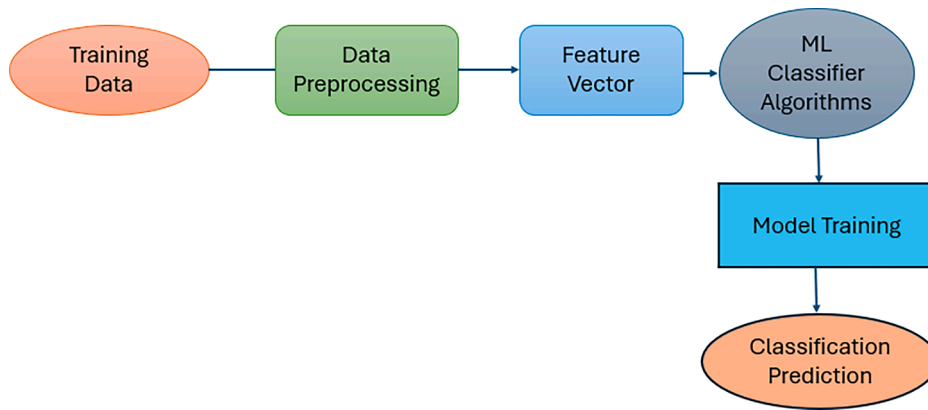 Training
Data
Data
Preprocessing
Feature
Vector
ML
Classifier
Algorithms
Model Training
Classification
Prediction